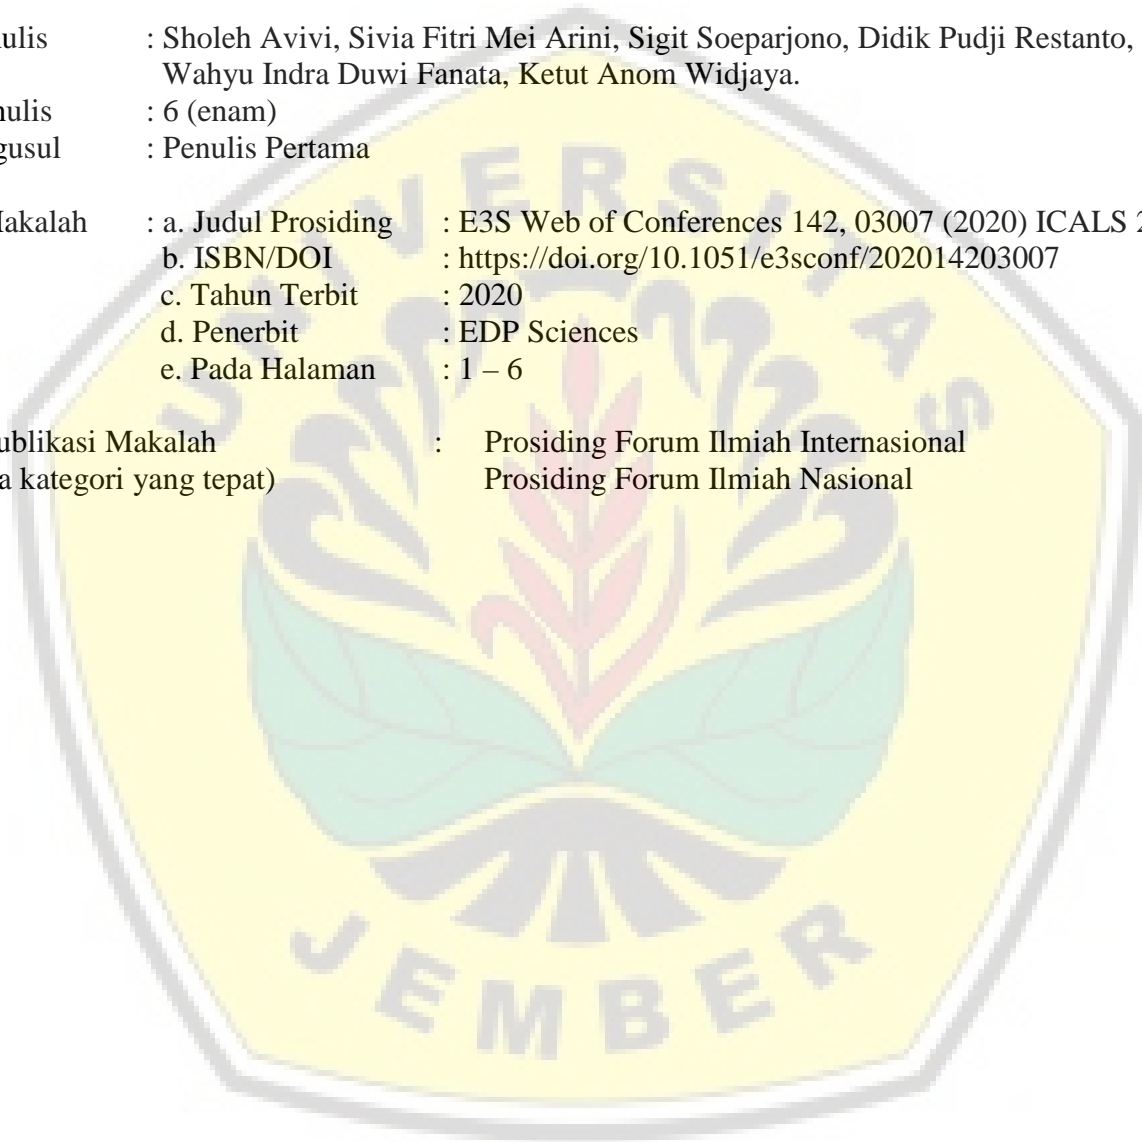 ulis : Sholeh Avivi, Sivia Fitri Mei Arini, Sigit Soeparjono, Didik Pudji Restanto,
Wahyu Indra Duwi Fanata, Ketut Anom Widjaya.
nulis : 6 (enam)
gusul : Penulis Pertama
Makalah : a. Judul Prosiding : E3S Web of Conferences 142, 03007 (2020) ICALS 2
b. ISBN/DOI : https://doi.org/10.1051/e3sconf/202014203007
c. Tahun Terbit : 2020
d. Penerbit : EDP Sciences
e. Pada Halaman : 1 – 6
ublikasi Makalah : Prosiding Forum Ilmiah Internasional
a kategori yang tepat) Prosiding Forum Ilmiah Nasional
UNIVERSITAS
JEMBER